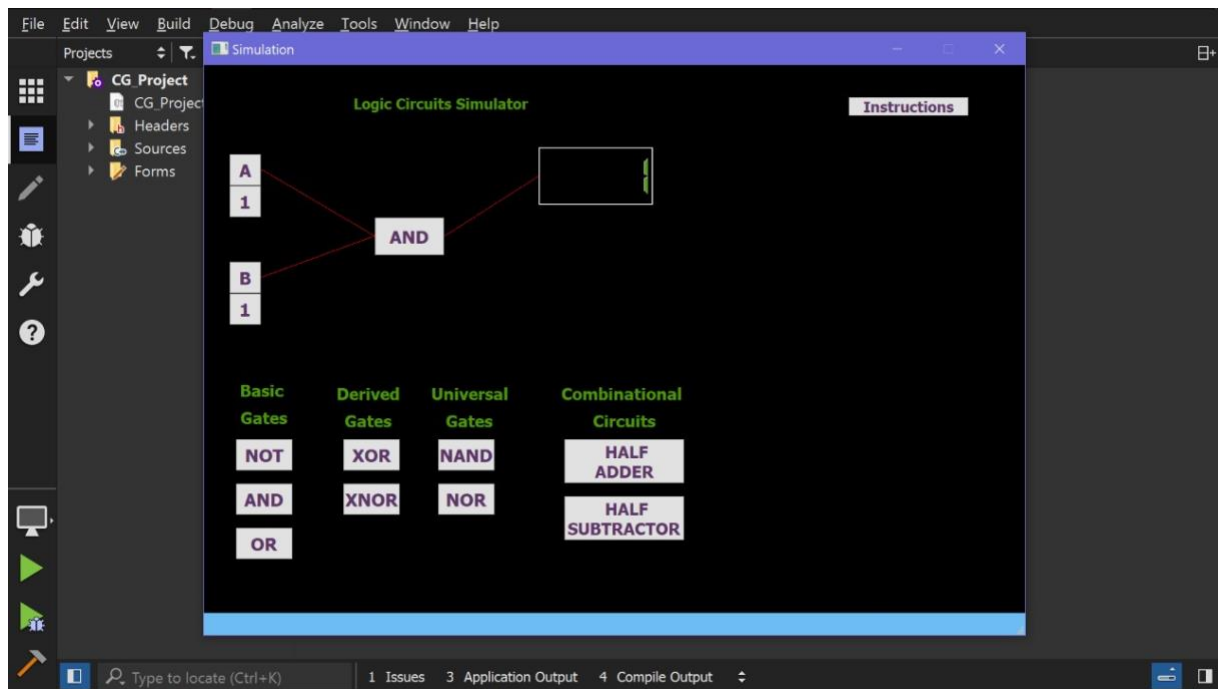 File Edit View Build Debug Analyze Tools Window Help
Projects
Simulation
CG_Project
CG_Projec
Headers
Sources
Forms
Logic Circuits Simulator
Instructions
A
1
B
1
AND
1
Basic
Gates
NOT
AND
OR
Derived
Gates
XOR
XNOR
Universal
Gates
NAND
NOR
Combinational
Circuits
HALF
ADDER
HALF
SUBTRACTOR
Type to locate (Ctrl+K)
1 Issues 3 Application Output 4 Compile Output